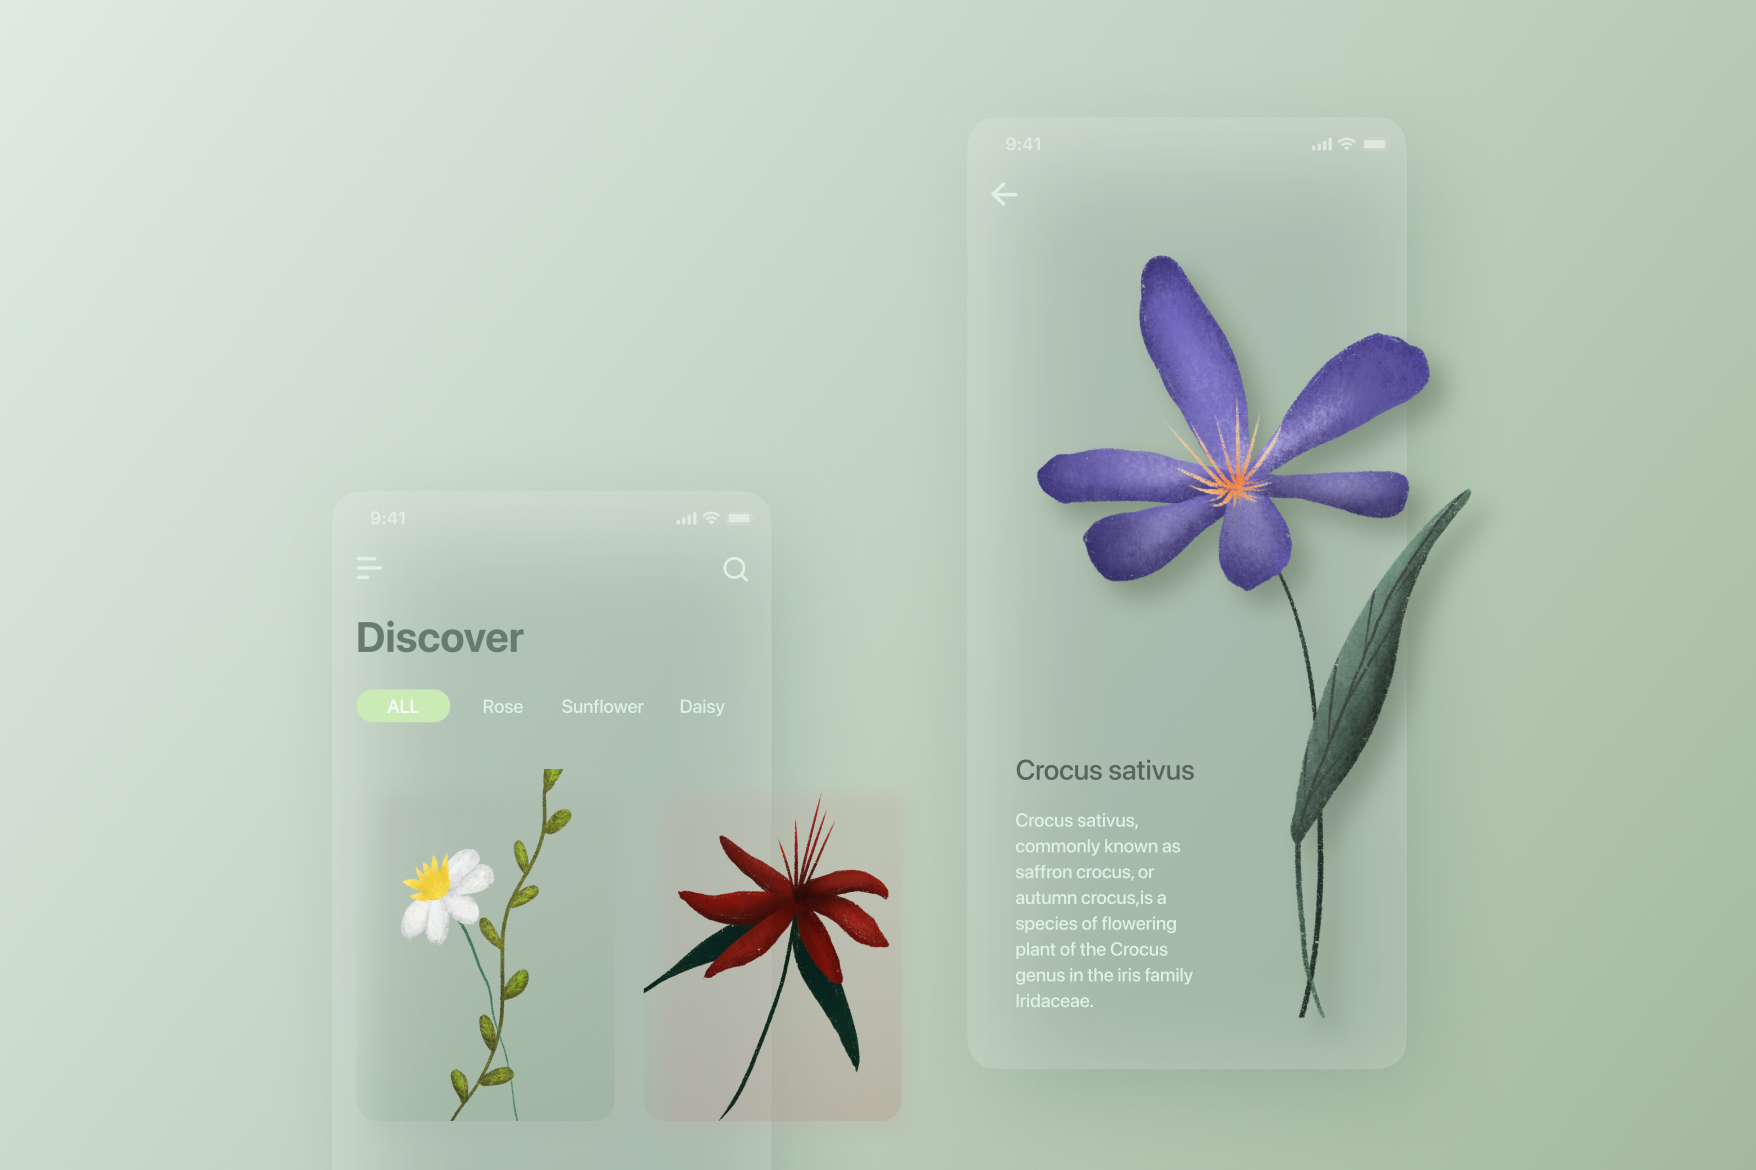 9:41
Discover
ALL Rose Sunflower Daisy
9:41
Crocus sativus
Crocus sativus,
commonly known as
saffron crocus, or
autumn crocus,is a
species of flowering
plant of the Crocus
genus in the iris family
Iridaceae.